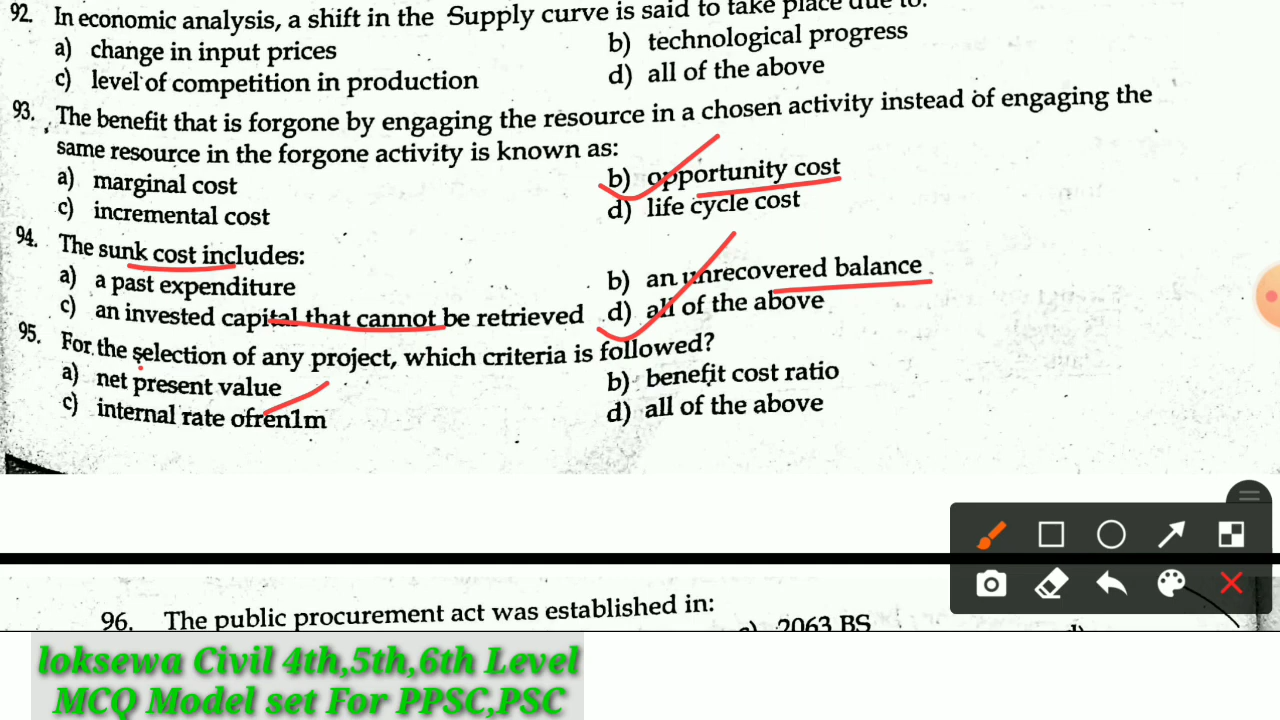 92. In economic analysis, a shift in the Supply curve is said to take place due to:
a) change in input prices b) technological progress
c) level of competition in production d) all of the above
93. The benefit that is forgone by engaging the resource in a chosen activity instead of engaging the
same resource in the forgone activity is known as:
a) marginal cost b) opportunity cost
c) incremental cost d) life cycle cost
94. The sunk cost includes:
a) a past expenditure b) an unrecovered balance
c) an invested capital that cannot be retrieved d) all of the above
95. For the selection of any project, which criteria is followed?
a) net present value b) benefit cost ratio
c) internal rate ofren1m d) all of the above
96. The public procurement act was established in:
2063 BS
loksewa Civil 4th,5th,6th Level
MCQ Model set For PPSC,PSC